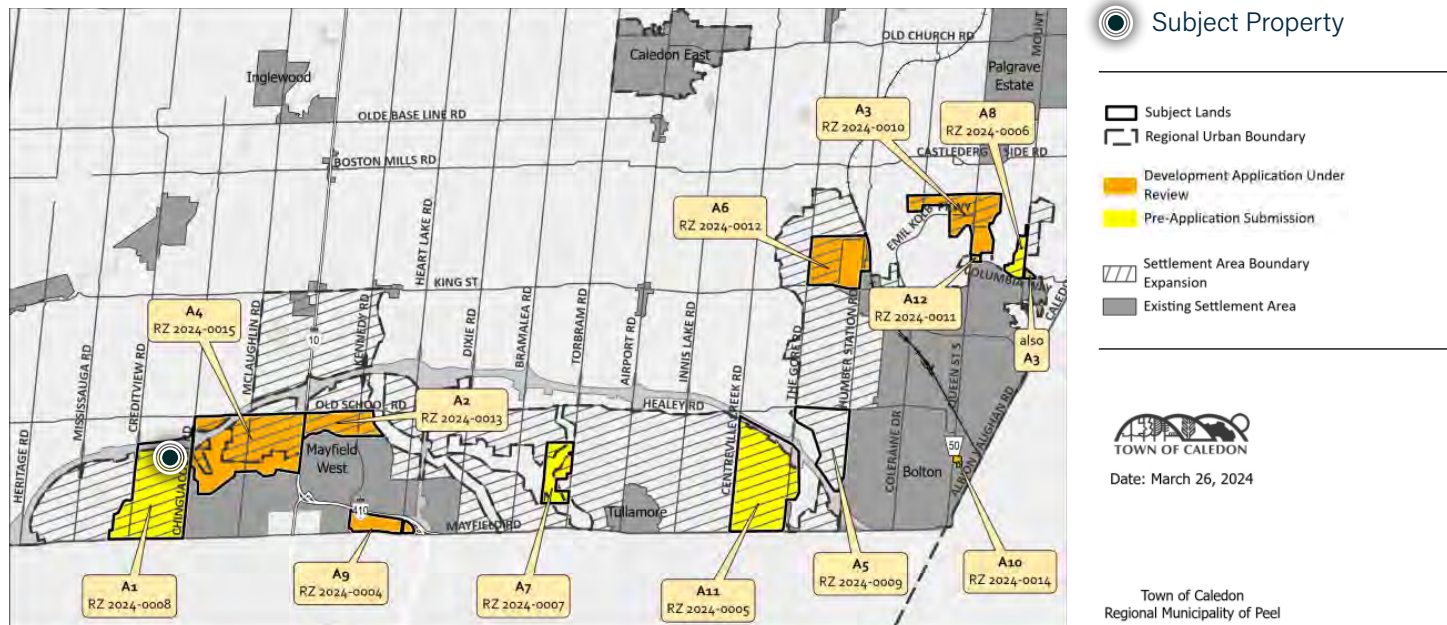 OLD CHURCH RD
MOUNT
Caledon East
Palgrave
Estate
Inglewood
OLDE BASE LINE RD
BOSTON MILLS RD
CASTLEDERG SIDE RD
A3
RZ 2024-0010
A8
RZ 2024-0006
A6
RZ 2024-0012
EMIL KOLB PKWY
HEART LAKE RD
KING ST
COLUMBIA WAY
A12
RZ 2024-0011
also
A3
A4
RZ 2024-0015
10
MISSISSAUGA RD
CREDITVIEW RD
MCLAUGHLIN RD
KENNEDY RD
DIXIE RD
BRAMALEA RD
TORBRAM RD
AIRPORT RD
INNIS LAKE RD
THE GORE RD
HUMBER STATION RD
QUEEN ST S
OLD SCHOOL RD
A2
RZ 2024-0013
HEALEY RD
HERITAGE RD
CENTREVILLE CREEK RD
COLERAINE DR
ALBION VAUGHAN RD
50
Mayfield
West
Bolton
410
MAYFIELD RD
Tullamore
A1
RZ 2024-0008
A9
RZ 2024-0004
A7
RZ 2024-0007
A11
RZ 2024-0005
A5
RZ 2024-0009
A10
RZ 2024-0014
Subject Property
Subject Lands
Regional Urban Boundary
Development Application Under
Review
Pre-Application Submission
Settlement Area Boundary
Expansion
Existing Settlement Area
TOWN OF CALEDON
Date: March 26, 2024
Town of Caledon
Regional Municipality of Peel